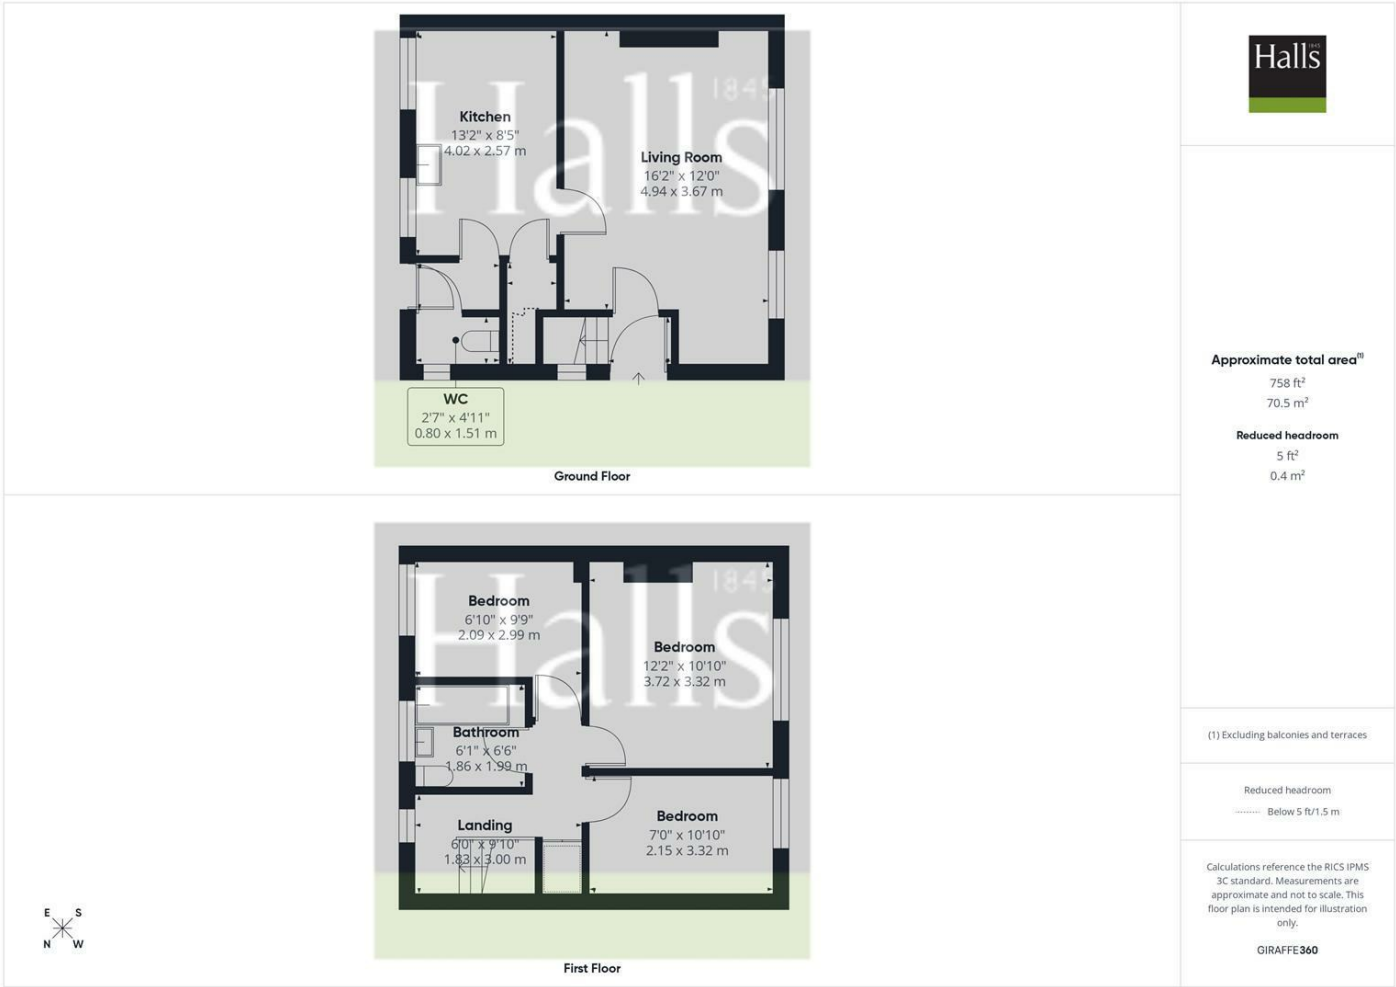 Halls
1845
Kitchen
13'2" x 8'5"
4.02 x 2.57 m
Living Room
16'2" x 12'0"
4.94 x 3.67 m
WC
2'7" x 4'11"
0.80 x 1.51 m
Ground Floor
Halls
1845
Bedroom
6'10" x 9'9"
2.09 x 2.99 m
Bedroom
12'2" x 10'10"
3.72 x 3.32 m
Bathroom
6'1" x 6'6"
1.86 x 1.99 m
Landing
6'0" x 9'10"
1.83 x 3.00 m
Bedroom
7'0" x 10'10"
2.15 x 3.32 m
First Floor
E S
N W
Halls 1845
Approximate total area(1)
758 ft²
70.5 m²
Reduced headroom
5 ft²
0.4 m²
(1) Excluding balconies and terraces
Reduced headroom
Below 5 ft/1.5 m
Calculations reference the RICS IPMS
3C standard. Measurements are
approximate and not to scale. This
floor plan is intended for illustration
only.
GIRAFFE360